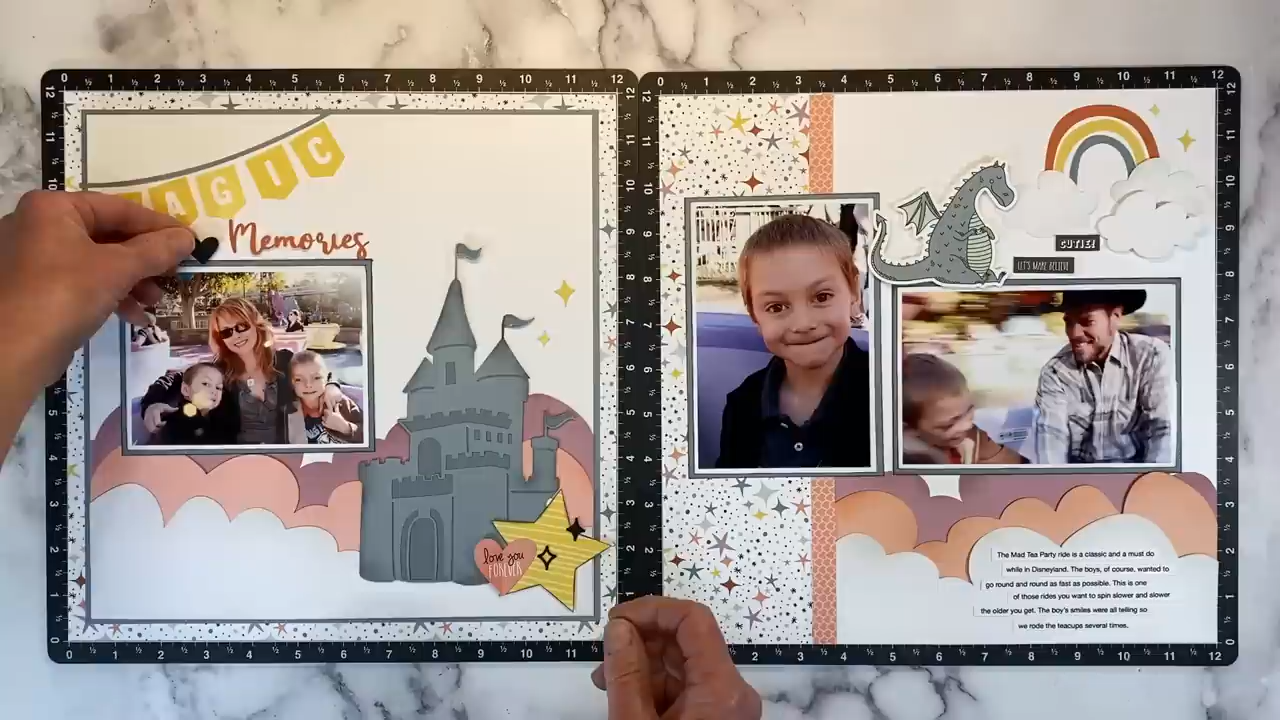 AGIC
Memories
love you
FOREVER
CUTIE!
LET'S MAKE BELIEVE
The Mad Tea Party ride is a classic and a must do
while in Disneyland. The boys, of course, wanted to
go round and round as fast as possible. This is one
of those rides you want to spin slower and slower
the older you get. The boy's smiles were all telling so
we rode the teacups several times.